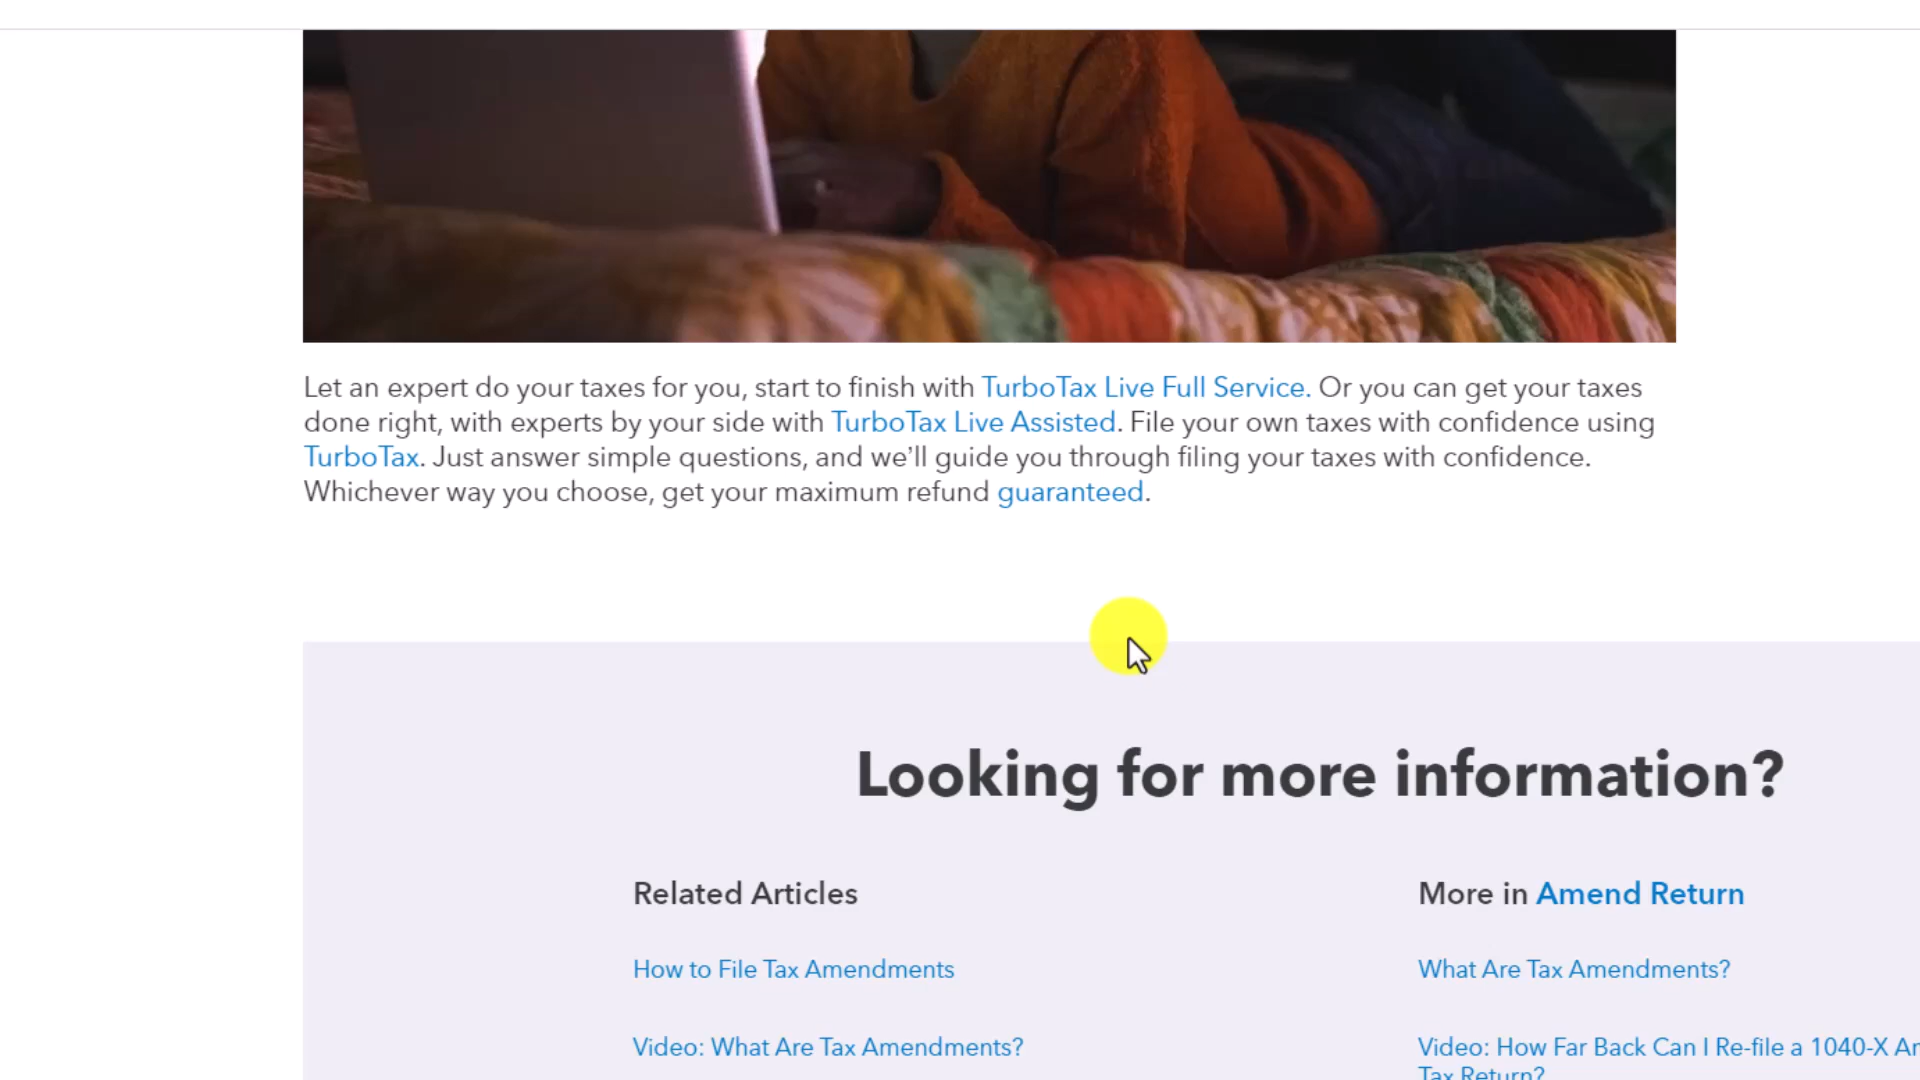 Let an expert do your taxes for you, start to finish with TurboTax Live Full Service. Or you can get your taxes
done right, with experts by your side with TurboTax Live Assisted. File your own taxes with confidence using
TurboTax. Just answer simple questions, and we’ll guide you through filing your taxes with confidence.
Whichever way you choose, get your maximum refund guaranteed.
Looking for more information?
Related Articles
How to File Tax Amendments
Video: What Are Tax Amendments?
More in Amend Return
What Are Tax Amendments?
Video: How Far Back Can I Re-file a 1040-X
Tax Return?